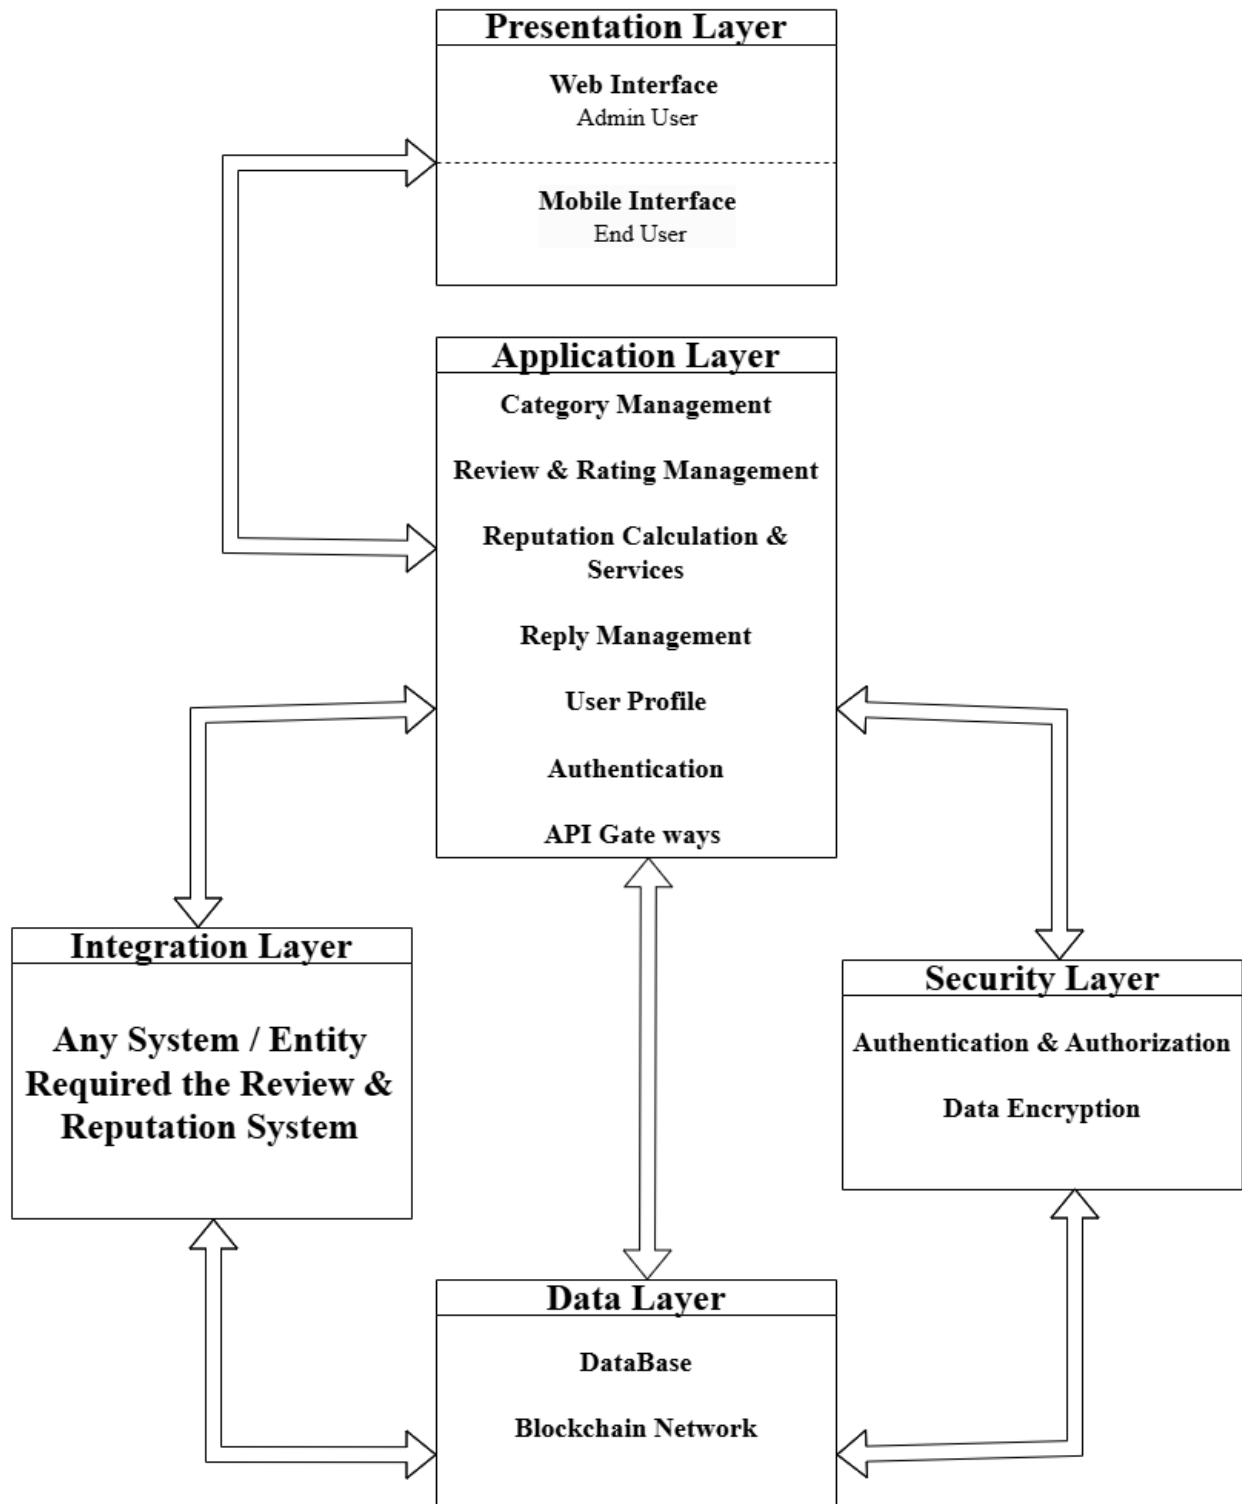 Presentation Layer
Web Interface
Admin User
Mobile Interface
End User
Application Layer
Category Management
Review & Rating Management
Reputation Calculation &
Services
Reply Management
User Profile
Authentication
API Gate ways
Integration Layer
Any System / Entity
Required the Review &
Reputation System
Security Layer
Authentication & Authorization
Data Encryption
Data Layer
DataBase
Blockchain Network